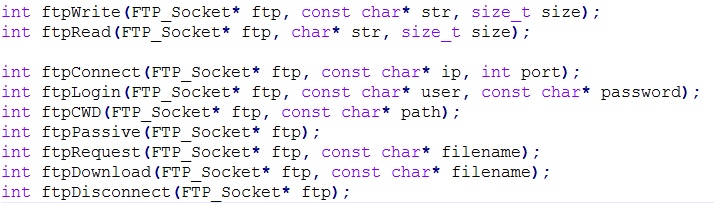 int ftpWrite(FTP_Socket* ftp, const char* str, size_t size);
int ftpRead(FTP_Socket* ftp, char* str, size_t size);
int ftpConnect(FTP_Socket* ftp, const char* ip, int port);
int ftpLogin(FTP_Socket* ftp, const char* user, const char* password);
int ftpCWD(FTP_Socket* ftp, const char* path);
int ftpPassive(FTP_Socket* ftp);
int ftpRequest(FTP_Socket* ftp, const char* filename);
int ftpDownload(FTP_Socket* ftp, const char* filename);
int ftpDisconnect(FTP_Socket* ftp);